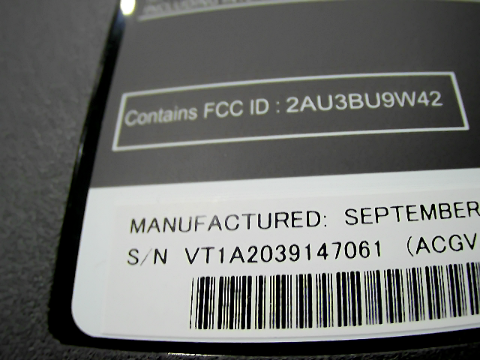 Contains FCC ID : 2AU3BU9W42
MANUFACTURED: SEPTEMBER
S/N VT1A2039147061 (ACGV